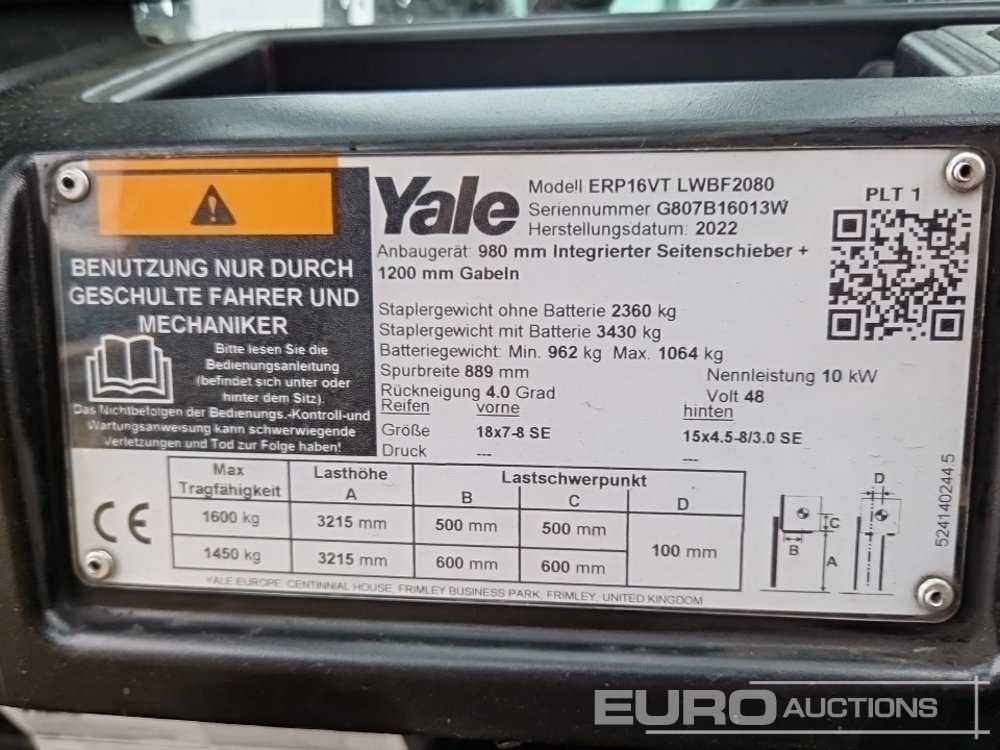 BENUTZUNG NUR DURCH
GESCHULTE FAHRER UND
MECHANIKER
Bitte lesen Sie die
Bedienungsanleitung
(befindet sich unter oder
hinter dem Sitz).
Das Nichtbefolgen der Bedienungs.-Kontroll-und
Wartungsanweisung kann schwerwiegende
Verletzungen und Tod zur Folge haben!
Yale
Modell ERP16VT LWBF2080
Seriennummer G807B16013W
Herstellungsdatum: 2022
PLT 1
Anbaugerät: 980 mm Integrierter Seitenschieber +
1200 mm Gabeln
Staplergewicht ohne Batterie 2360 kg
Staplergewicht mit Batterie 3430 kg
Batteriegewicht: Min. 962 kg Max. 1064 kg
Spurbreite 889 mm
Nennleistung 10 kW
Rückneigung 4.0 Grad
Volt 48
Reifen vorne hinten
Größe 18x7-8 SE 15x4.5-8/3.0 SE
Druck --- ---
Max Tragfähigkeit
Lasthöhe
Lastschwerpunkt
A B C D
1600 kg 3215 mm 500 mm 500 mm
100 mm
1450 kg 3215 mm 600 mm 600 mm
CE
D
C
B
A
524140244.5
YALE EUROPE, CENTINNIAL HOUSE, FRIMLEY BUSINESS PARK, FRIMLEY, UNITED KINGDOM
EURO AUCTIONS